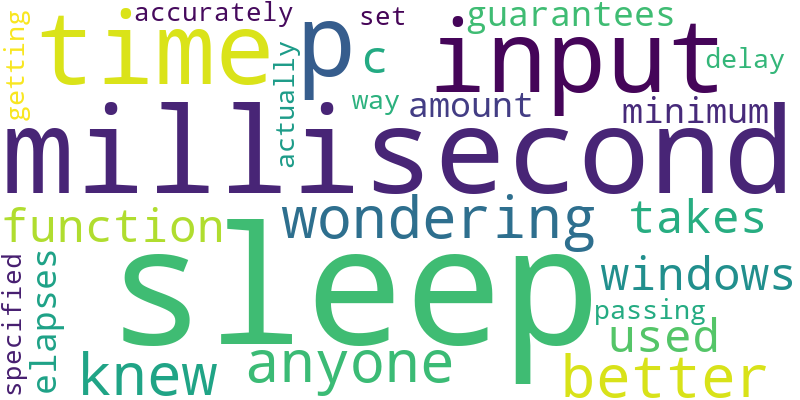 getting
time
accurately
p
set
c
input
guarantees
delay
actually
way
amount
minimum
millisecond
function
wondering
takes
specified
elapses
sleep
windows
passing
knew
anyone
used
better